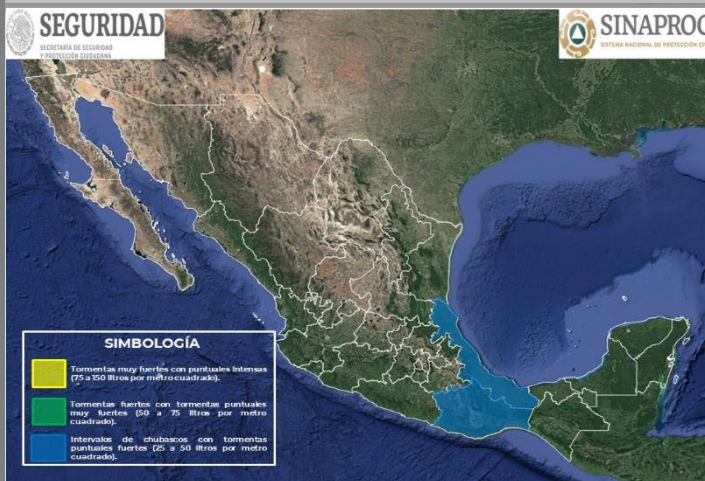 SEGURIDAD
SECRETARÍA DE SEGURIDAD
Y PROTECCIÓN CIUDADANA
SINAPROC
SISTEMA NACIONAL DE PROTECCIÓN CI
SIMBOLOGÍA
Tormentas muy fuertes con puntuales Intensas
(75 a 150 litros por metro cuadrado).
Tormentas fuertes con tormentas puntuales
muy fuertes (50 a 75 litros por metro
cuadrado).
Intervalos de chubascos con tormentas
puntuales fuertes (25 a 50 litros por metro
cuadrado).